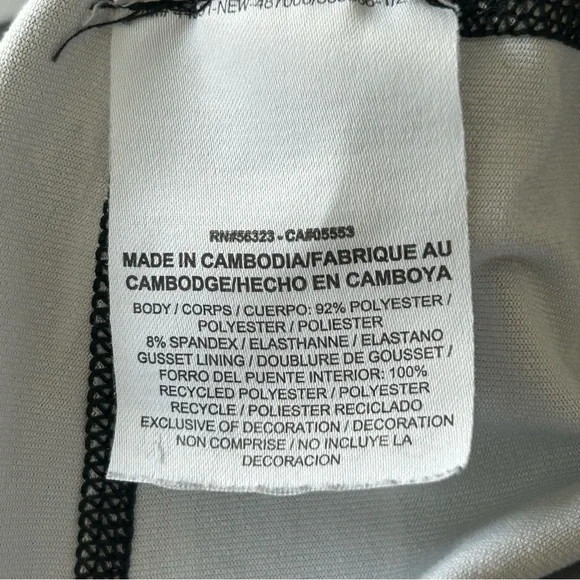 RN#56323 - CA#05553
MADE IN CAMBODIA/FABRIQUE AU
CAMBODGE/HECHO EN CAMBOYA
BODY / CORPS / CUERPO: 92% POLYESTER /
POLYESTER / POLIESTER
8% SPANDEX / ELASTHANNE / ELASTANO
GUSSET LINING / DOUBLURE DE GOUSSET /
FORRO DEL PUENTE INTERIOR: 100%
RECYCLED POLYESTER / POLYESTER
RECYCLE / POLIESTER RECICLADO
EXCLUSIVE OF DECORATION / DECORATION
NON COMPRISE / NO INCLUYE LA
DECORACION